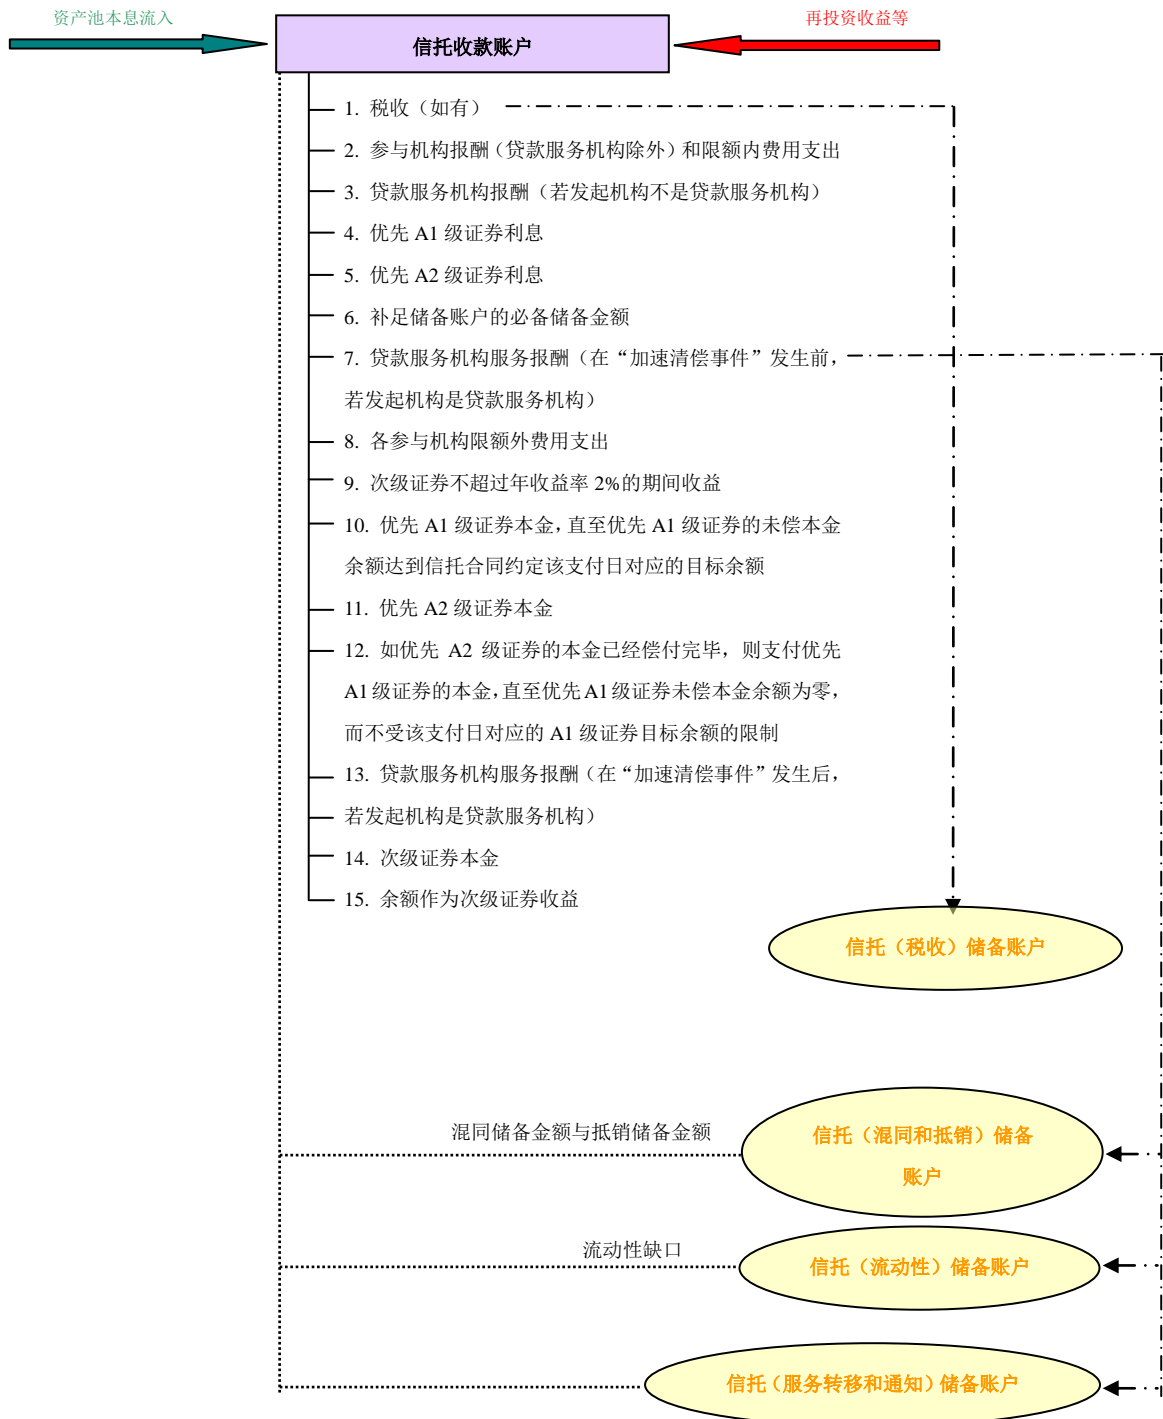 资产池本息流入
再投资收益等
信托收款账户
1. 税收（如有）
2. 参与机构报酬（贷款服务机构除外）和限额内费用支出
3. 贷款服务机构报酬（若发起机构不是贷款服务机构）
4. 优先 A1 级证券利息
5. 优先 A2 级证券利息
6. 补足储备账户的必备储备金额
7. 贷款服务机构服务报酬（在“加速清偿事件”发生前，
若发起机构是贷款服务机构）
8. 各参与机构限额外费用支出
9. 次级证券不超过年收益率 2%的期间收益
10. 优先 A1 级证券本金，直至优先 A1 级证券的未偿本金
余额达到信托合同约定该支付日对应的目标余额
11. 优先 A2 级证券本金
12. 如优先 A2 级证券的本金已经偿付完毕，则支付优先
A1 级证券的本金，直至优先 A1 级证券未偿本金余额为零，
而不受该支付日对应的 A1 级证券目标余额的限制
13. 贷款服务机构服务报酬（在“加速清偿事件”发生后，
若发起机构是贷款服务机构）
14. 次级证券本金
15. 余额作为次级证券收益
信托（税收）储备账户
混同储备金额与抵销储备金额
信托（混同和抵销）储备
账户
流动性缺口
信托（流动性）储备账户
信托（服务转移和通知）储备账户